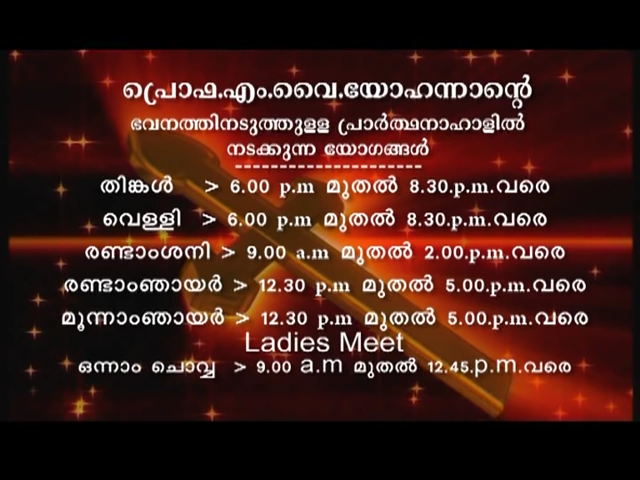 പ്രൊഫ.എം.വൈ.യോഹന്നാന്റെ
ഭവനത്തിനടുത്തുള്ള പ്രാർത്ഥനാഹാളിൽ
നടക്കുന്ന യോഗങ്ങൾ
---------------------
തിങ്കൾ > 6.00 p.m മുതൽ 8.30.p.m.വരെ
വെള്ളി > 6.00 p.m മുതൽ 8.30.p.m.വരെ
രണ്ടാംശനി > 9.00 a.m മുതൽ 2.00.p.m.വരെ
രണ്ടാംഞായർ > 12.30 p.m മുതൽ 5.00.p.m.വരെ
മൂന്നാംഞായർ > 12.30 p.m മുതൽ 5.00.p.m.വരെ
Ladies Meet
ഒന്നാം ചൊവ്വ > 9.00 a.m മുതൽ 12.45.p.m.വരെ